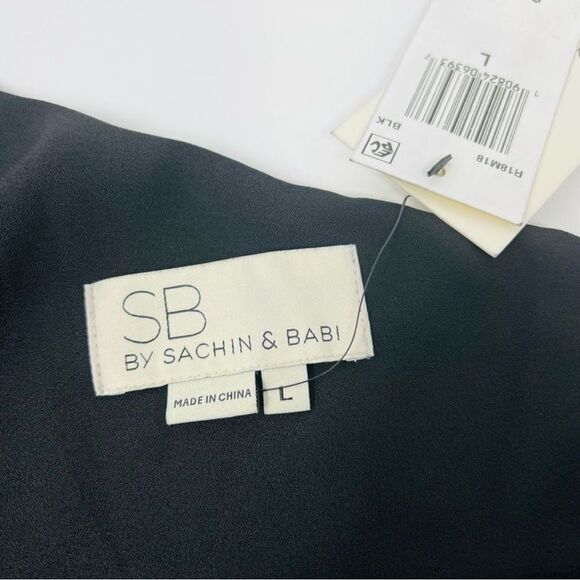 SB
BY SACHIN & BABI
MADE IN CHINA
L
L
BLK
R18M18